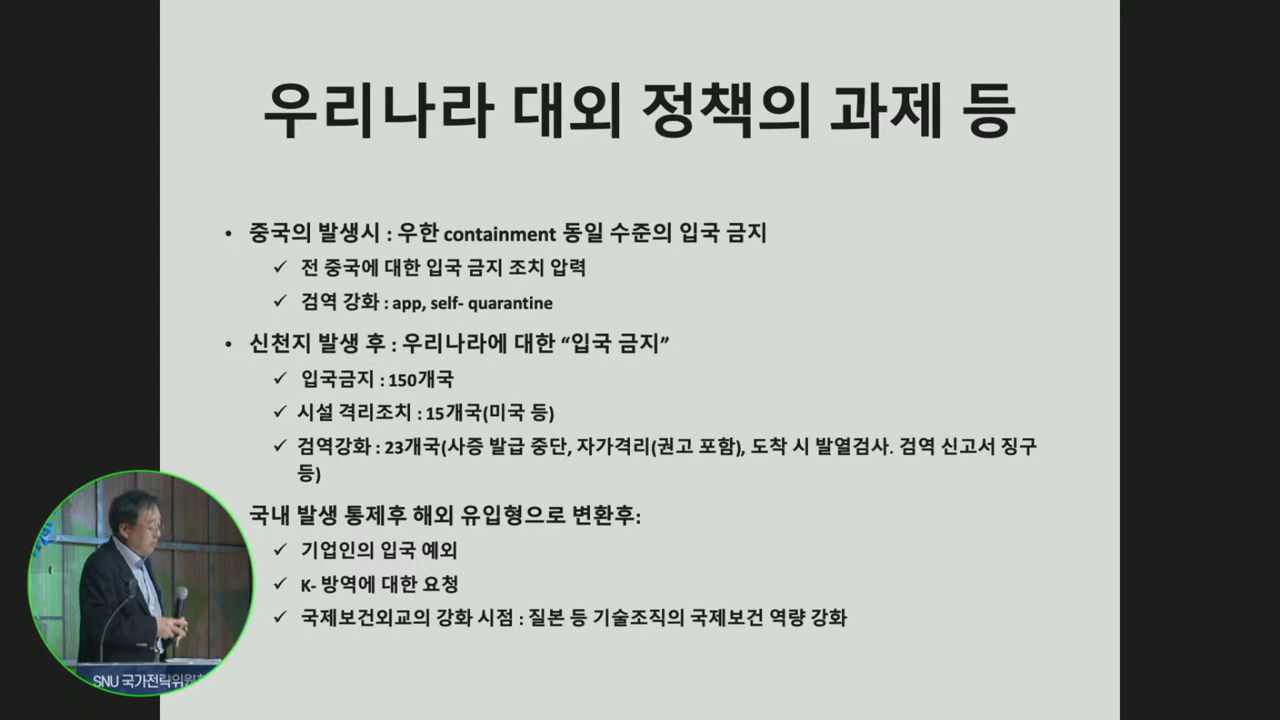 우리나라 대외 정책의 과제 등
• 중국의 발생시 : 우한 containment 동일 수준의 입국 금지
✓ 전 중국에 대한 입국 금지 조치 압력
✓ 검역 강화 : app, self- quarantine
• 신천지 발생 후 : 우리나라에 대한 “입국 금지”
✓ 입국금지 : 150개국
✓ 시설 격리조치 : 15개국(미국 등)
✓ 검역강화 : 23개국(사증 발급 중단, 자가격리(권고 포함), 도착 시 발열검사. 검역 신고서 징구
등)
국내 발생 통제후 해외 유입형으로 변환후:
✓ 기업인의 입국 예외
✓ K- 방역에 대한 요청
✓ 국제보건외교의 강화 시점 : 질본 등 기술조직의 국제보건 역량 강화
SNU 국가전략위원회